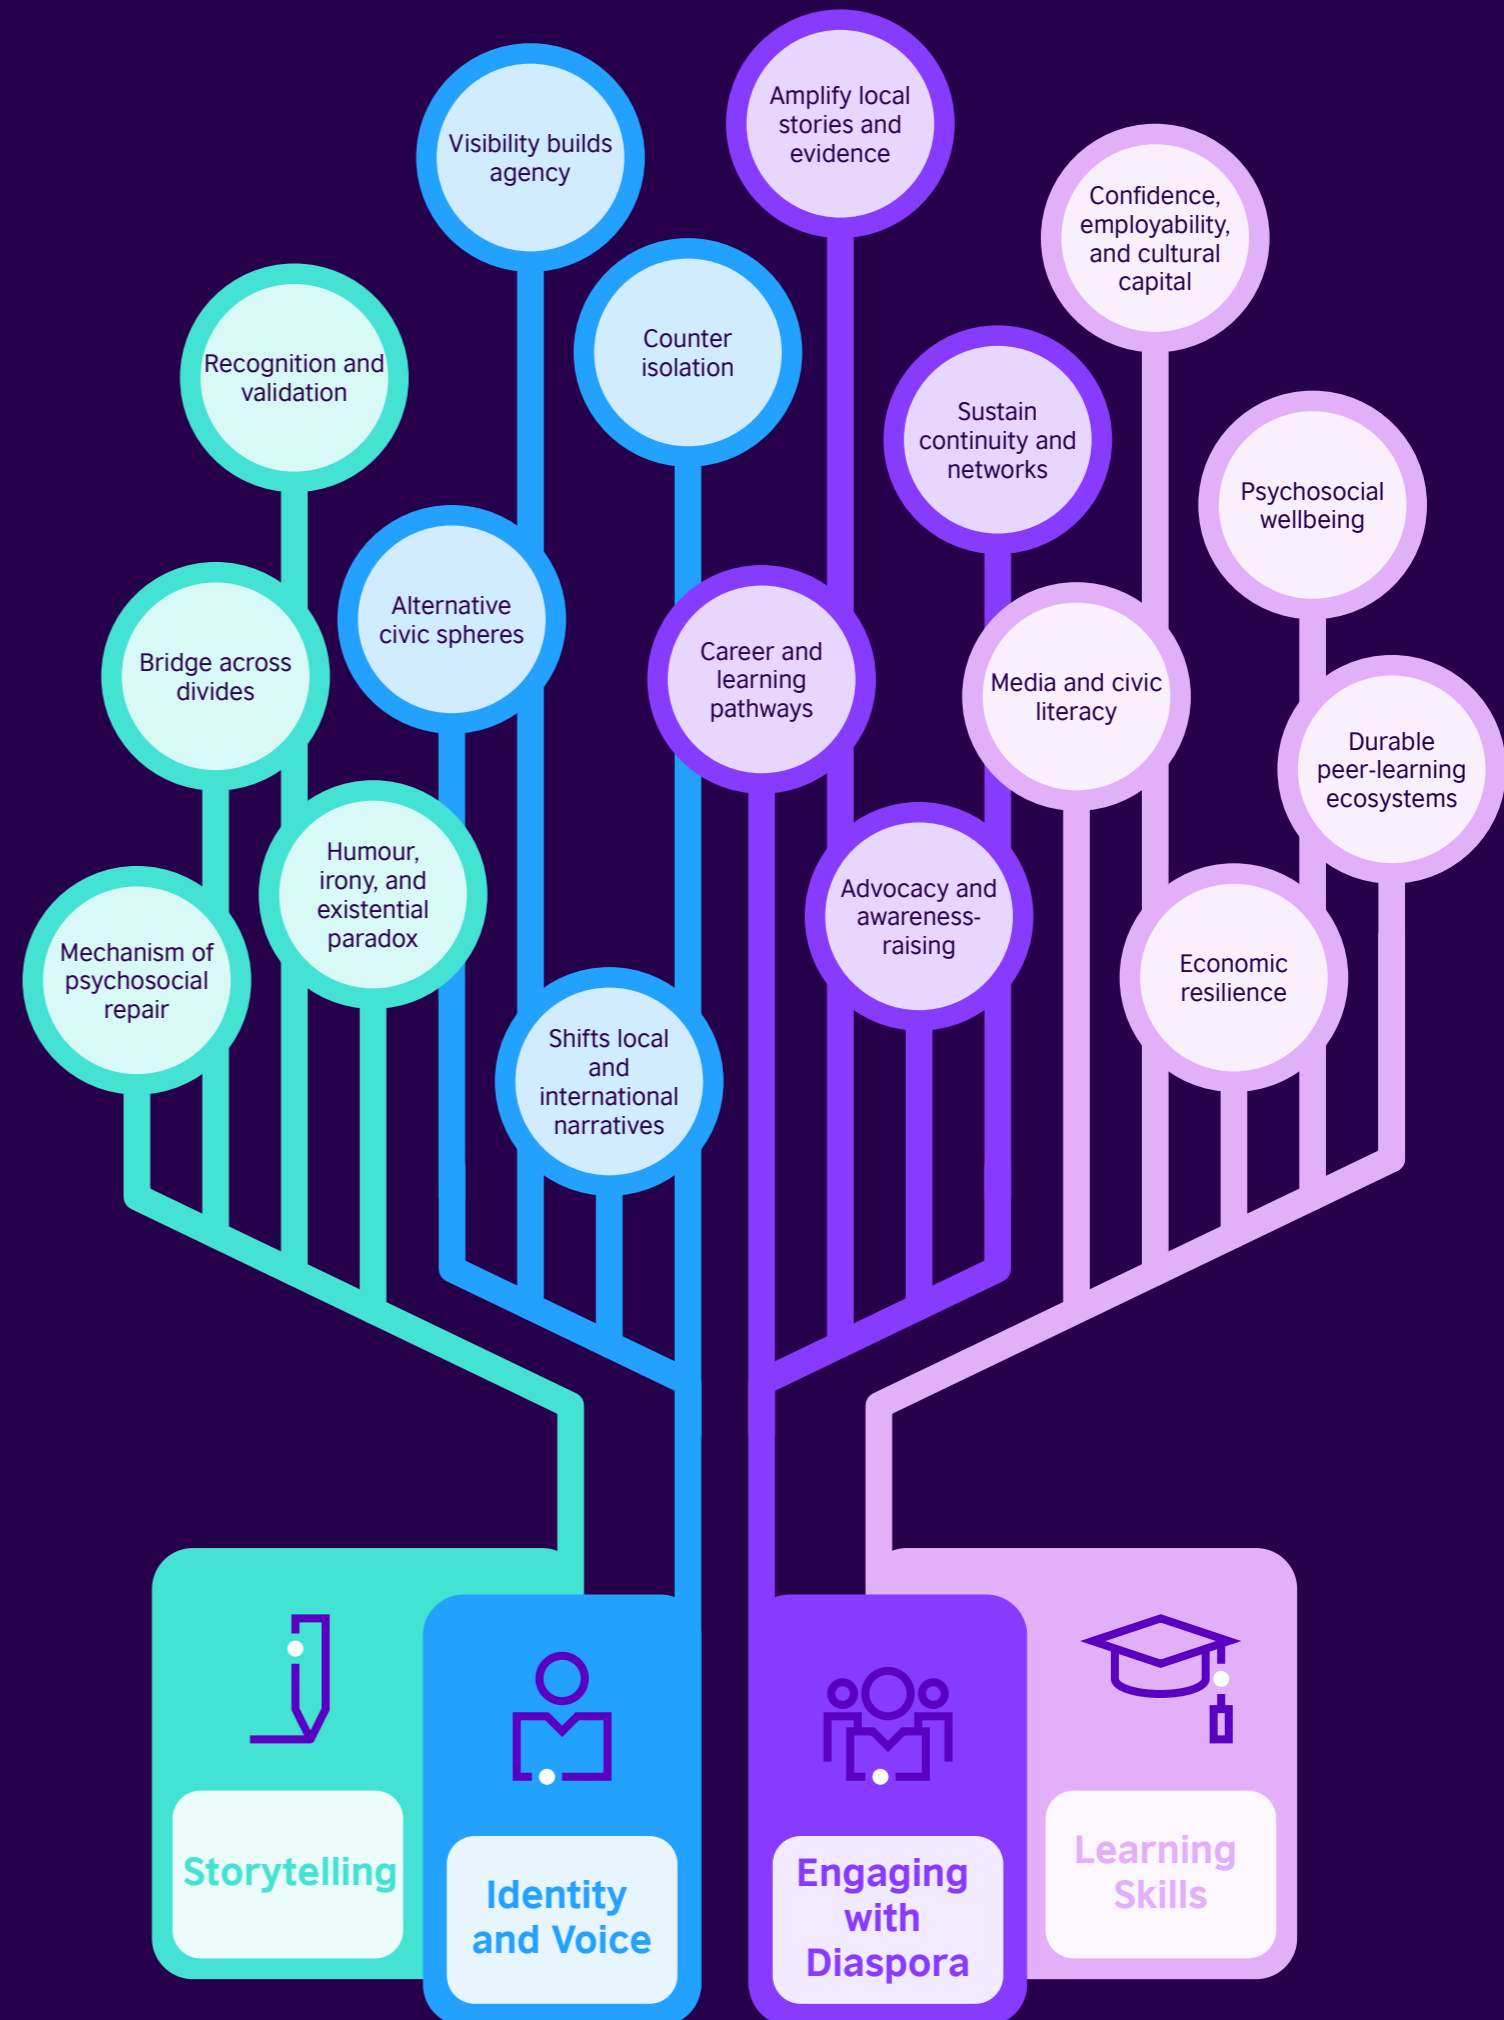 Amplify local
stories and
evidence
Visibility builds
agency
Confidence,
employability,
and cultural
capital
Counter
isolation
Recognition and
validation
Sustain
continuity and
networks
Psychosocial
wellbeing
Alternative
civic spheres
Bridge across
divides
Career and
learning
pathways
Media and civic
literacy
Durable
peer-learning
ecosystems
Humour,
irony, and
existential
paradox
Advocacy and
awareness-
raising
Mechanism of
psychosocial
repair
Economic
resilience
Shifts local
and
international
narratives
Storytelling
Identity
and Voice
Engaging
with
Diaspora
Learning
Skills